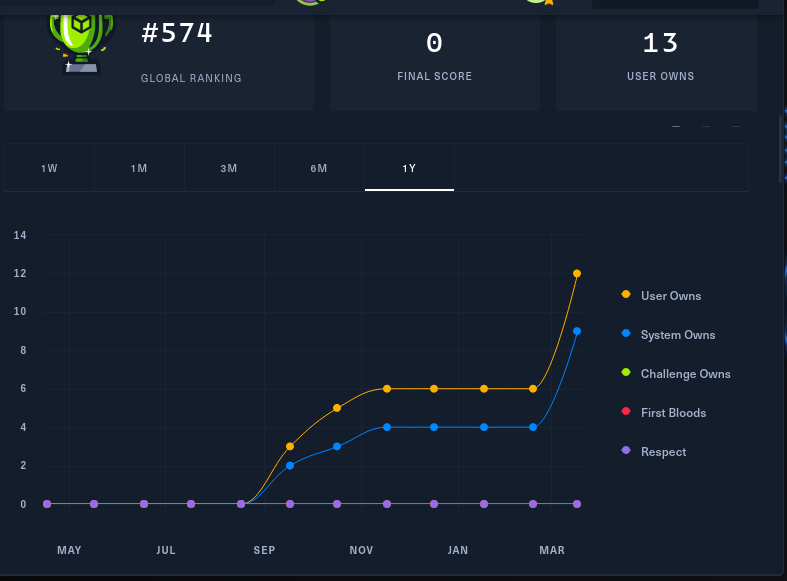 #574
GLOBAL RANKING
0
FINAL SCORE
13
USER OWNS
1W 1M 3M 6M 1Y
14
12
10
8
6
4
2
0
MAY JUL SEP NOV JAN MAR
User Owns
System Owns
Challenge Owns
First Bloods
Respect